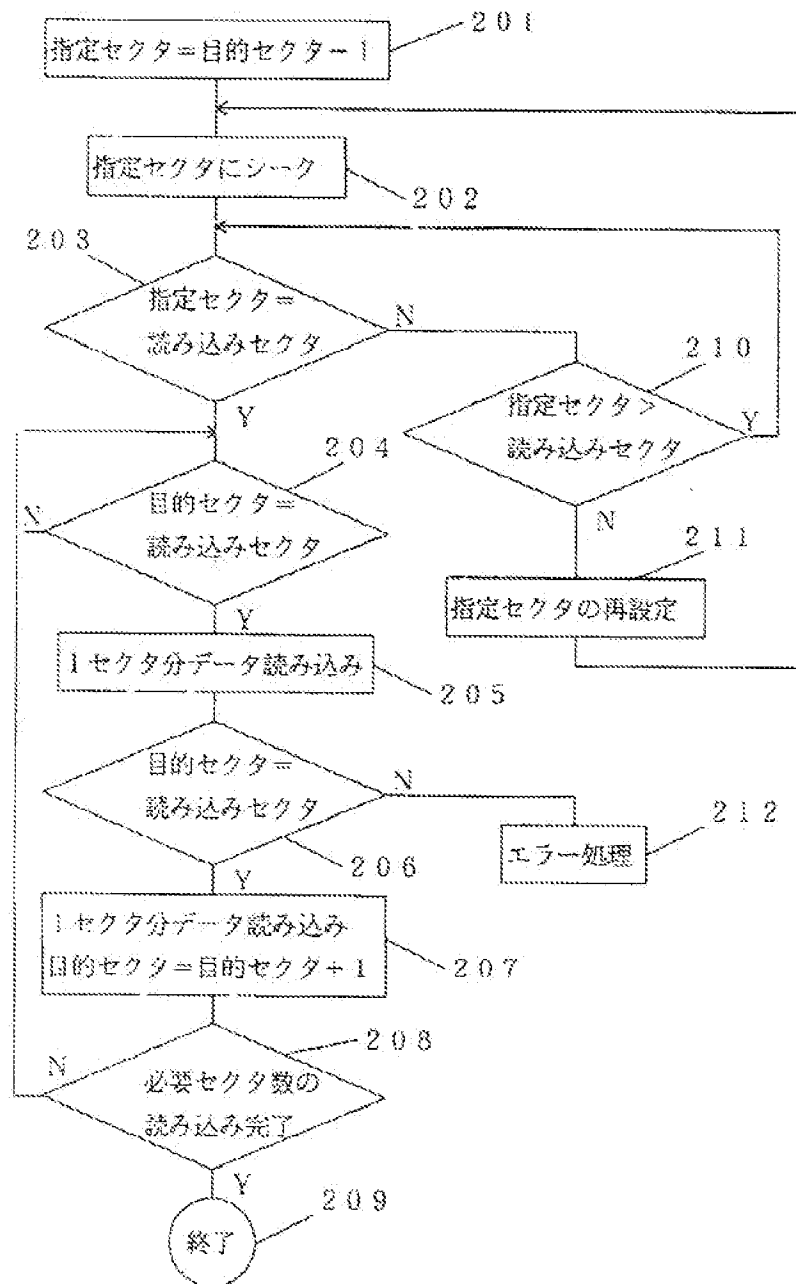 201
指定セクタ=目的セクター1
指定セクタにシーク
202
203
指定セクタ=
読み込みセクタ
N
Y
210
指定セクタ>
読み込みセクタ
Y
N
204
目的セクタ=
読み込みセクタ
N
Y
211
指定セクタの再設定
1セクタ分データ読み込み
205
目的セクタ=
読み込みセクタ
N
206
Y
212
エラー処理
1セクタ分データ読み込み
目的セクタ=目的セクタ+1
207
208
N
必要セクタ数の
読み込み完了
Y
209
終了